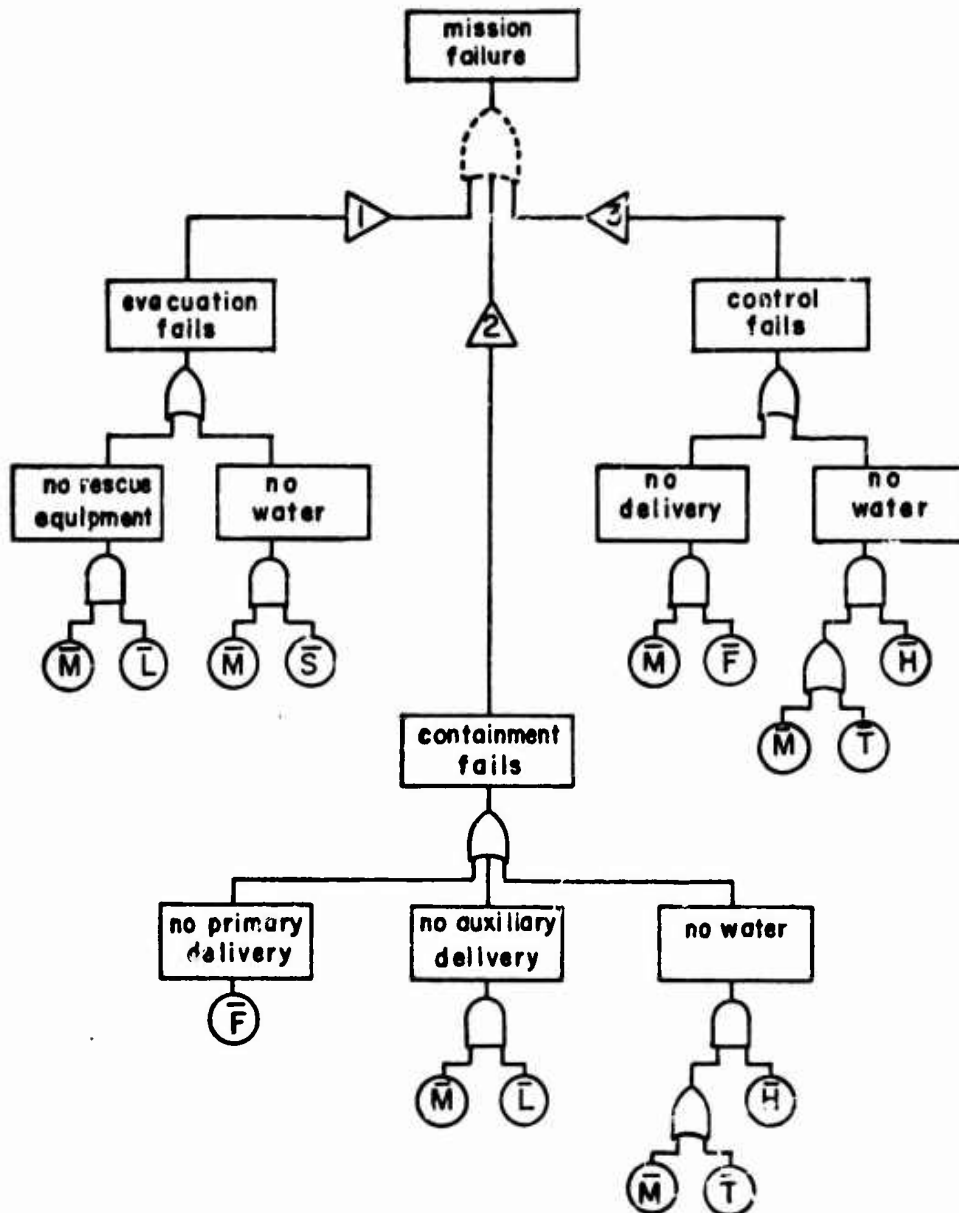 mission
failure
1
3
evacuation
fails
2
control
fails
no rescue
equipment
no
water
no
delivery
no
water
M̅
L̅
M̅
S̅
M̅
F̅
H̅
M̅
T̅
containment
fails
no primary
delivery
no auxiliary
delivery
no water
F̅
M̅
L̅
H̅
M̅
T̅